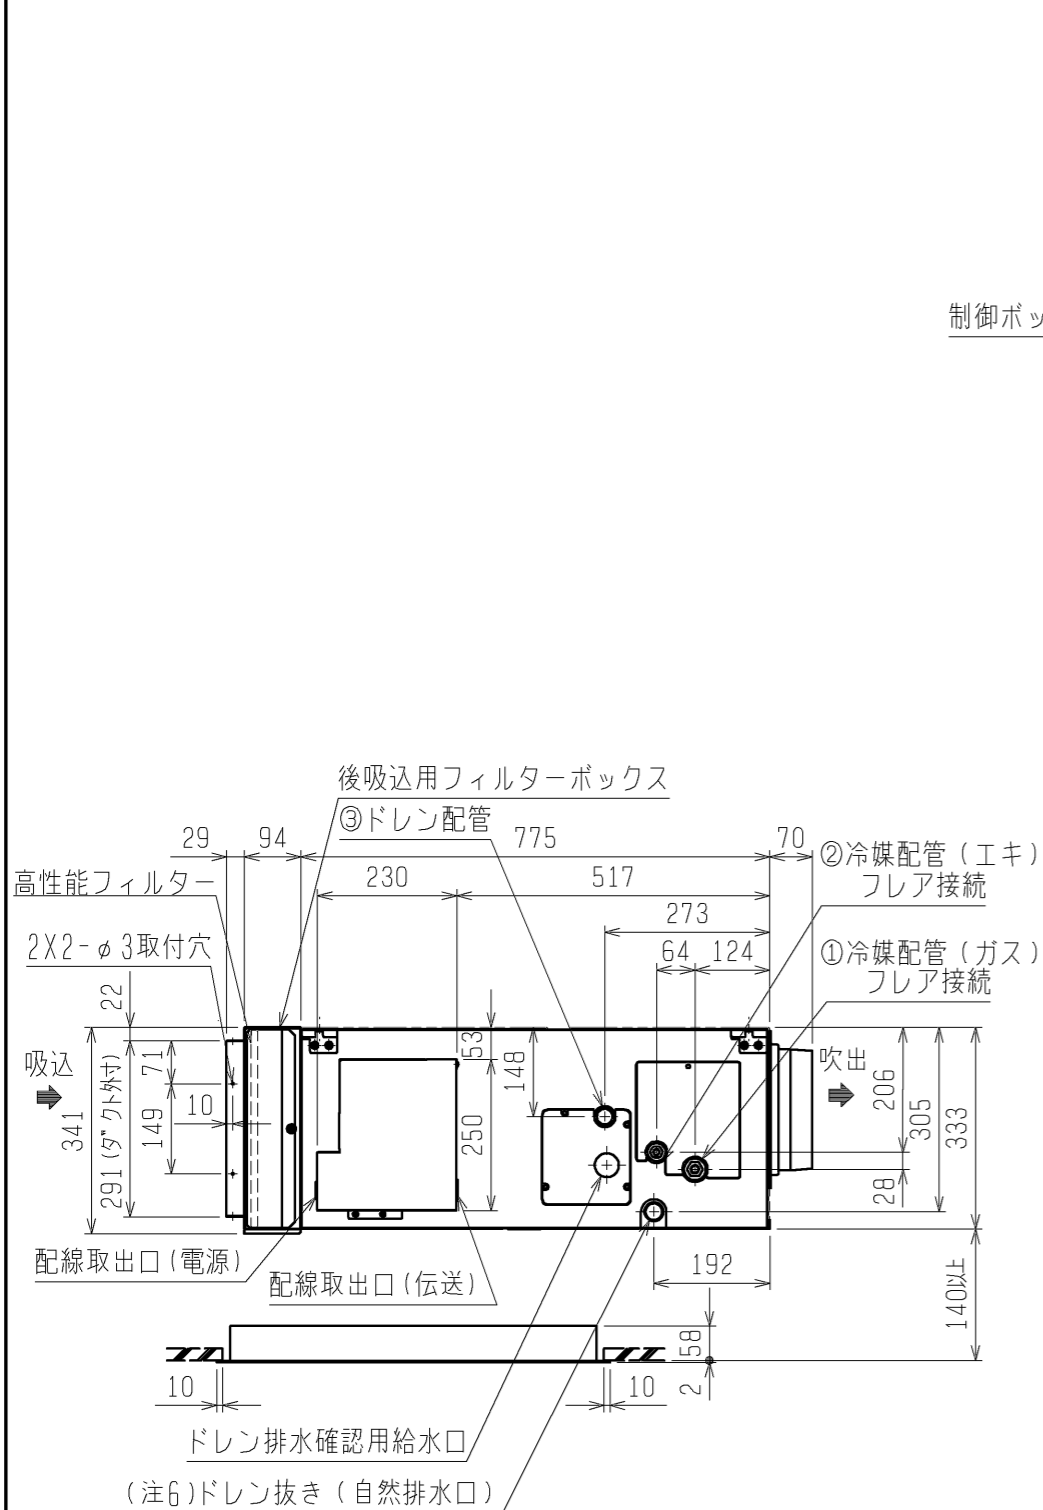 制御ボッ
後吸込用フィルターボックス
③ドレン配管
29
94
775
70
②冷媒配管(エキ)
フレア接続
高性能フィルター
230
517
273
2X2-φ3取付穴
64
124
①冷媒配管(ガス)
フレア接続
22
吸込
71
53
148
吹出
206
10
341
291(ダクト外寸)
149
250
305
333
28
配線取出口(電源)
配線取出口(伝送)
192
140以上
58
10
10
2
ドレン排水確認用給水口
(注6)ドレン抜き(自然排水口)